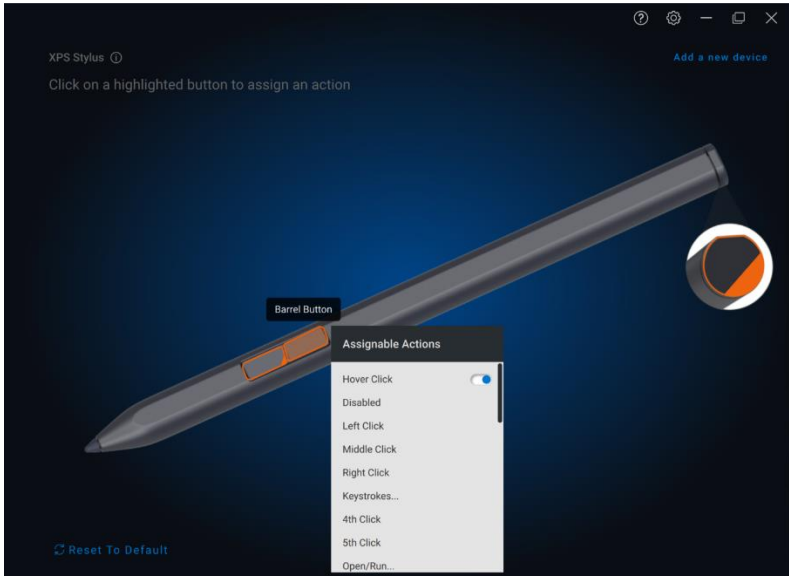 XPS Stylus
Add a new device
Click on a highlighted button to assign an action
Barrel Button
Assignable Actions
Hover Click
Disabled
Left Click
Middle Click
Right Click
Keystrokes...
4th Click
5th Click
Open/Run...
Reset To Default